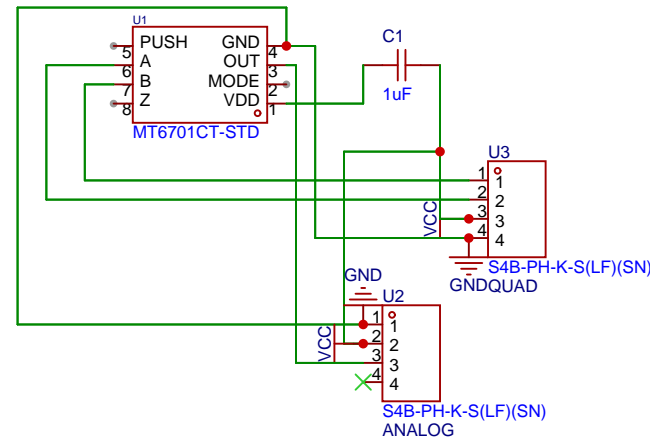 U1
PUSH
GND
5
4
A
OUT
6
3
B
MODE
7
2
Z
VDD
8
1
MT6701CT-STD
C1
1uF
U3
1
1
2
2
VCC
3
3
4
4
S4B-PH-K-S(LF)(SN)
GND
QUAD
GND
U2
1
1
VCC
2
2
3
3
4
4
S4B-PH-K-S(LF)(SN)
ANALOG